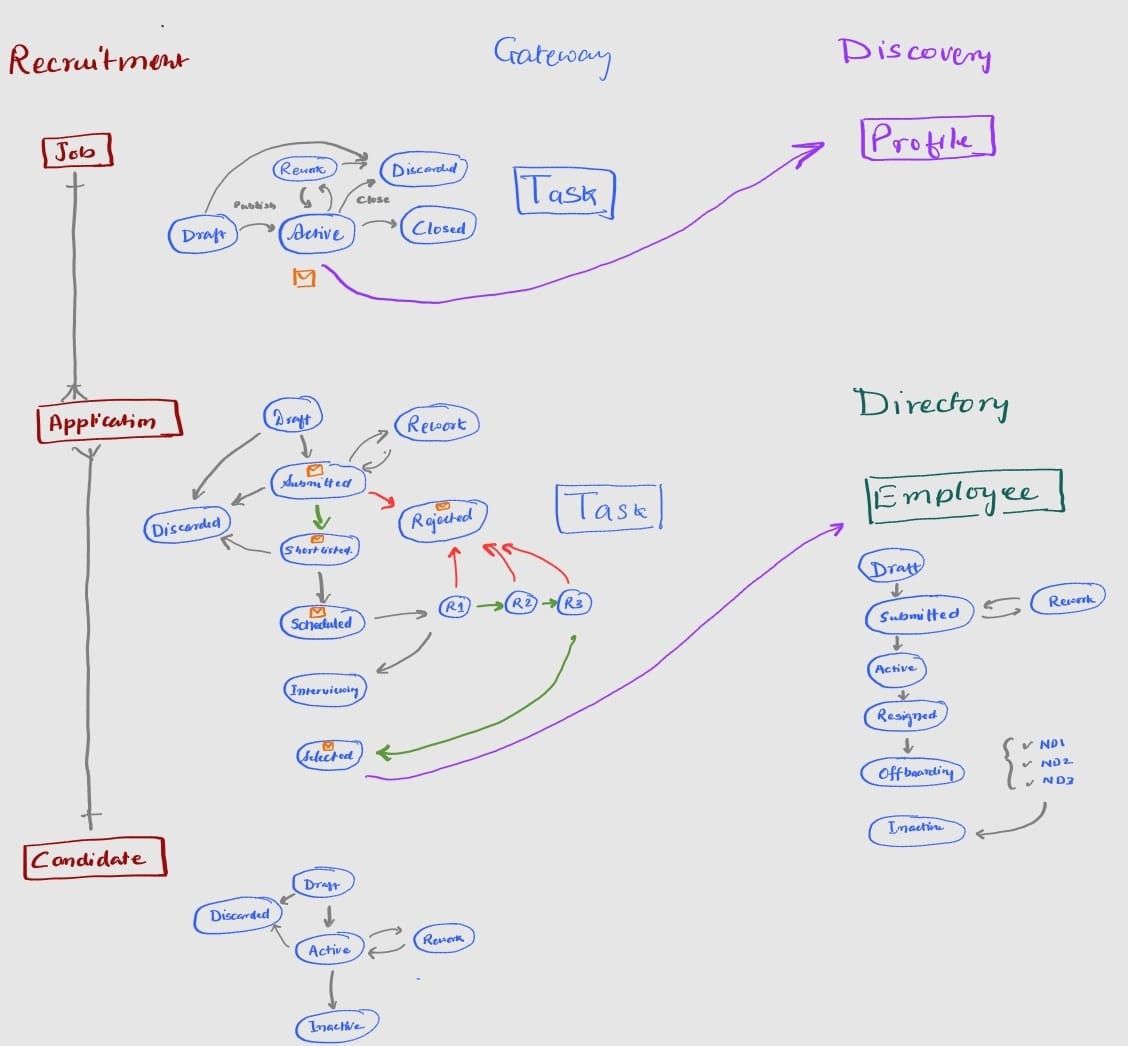 Recruitment
Gateway
Discovery
Job
Profile
Rework
Discarded
Task
Publish
Close
Draft
Active
Closed
Directory
Application
Draft
Rework
Submitted
Employee
Discarded
Rejected
Task
Shortlisted.
Draft
Scheduled
R1
R2
R3
Submitted
Rework
Active
Interviewing
Resigned
Selected
Offboarding
ND1
ND2
ND3
Inactive
Candidate
Draft
Discarded
Active
Rework
Inactive